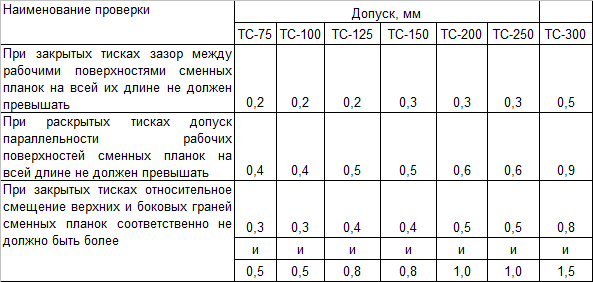 Наименование проверки
Допуск, мм
ТС-75 ТС-100 ТС-125 ТС-150 ТС-200 ТС-250 ТС-300
При закрытых тисках зазор между
рабочими поверхностями сменных
планок на всей их длине не должен
превышать
0,2 0,2 0,2 0,3 0,3 0,3 0,5
При раскрытых тисках допуск
параллельности рабочих
поверхностей сменных планок на
всей длине не должен превышать
0,4 0,4 0,5 0,5 0,6 0,6 0,9
При закрытых тисках относительное
смещение верхних и боковых граней
сменных планок соответственно не
должно быть более
0,3 0,3 0,4 0,4 0,5 0,5 0,8
и и и и и и и
0,5 0,5 0,8 0,8 1,0 1,0 1,5